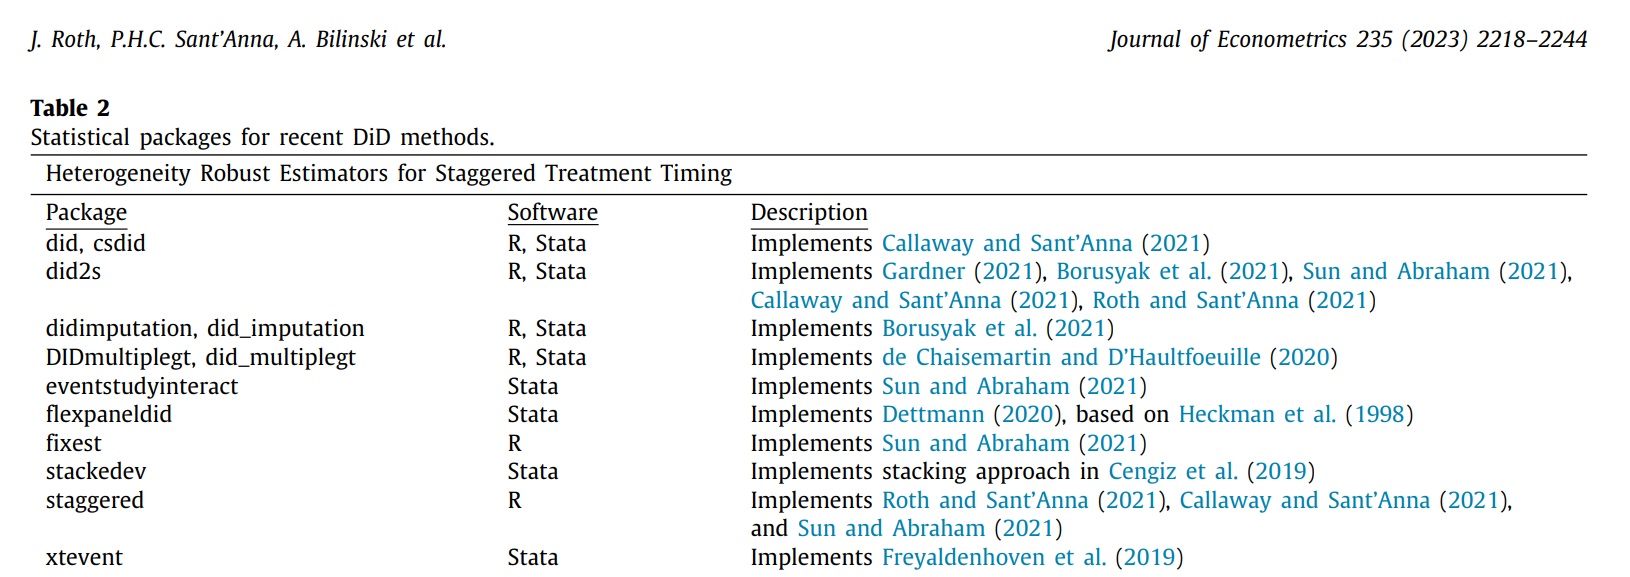 J. Roth, P.H.C. Sant'Anna, A. Bilinski et al. Journal of Econometrics 235 (2023) 2218–2244
Table 2
Statistical packages for recent DiD methods.
Heterogeneity Robust Estimators for Staggered Treatment Timing
Package Software Description
did, csdid R, Stata Implements Callaway and Sant'Anna (2021)
did2s R, Stata Implements Gardner (2021), Borusyak et al. (2021), Sun and Abraham (2021),
Callaway and Sant'Anna (2021), Roth and Sant'Anna (2021)
didimputation, did_imputation R, Stata Implements Borusyak et al. (2021)
DIDmultiplegt, did_multiplegt R, Stata Implements de Chaisemartin and D'Haultfoeuille (2020)
eventstudyinteract Stata Implements Sun and Abraham (2021)
flexpaneldid Stata Implements Dettmann (2020), based on Heckman et al. (1998)
fixest R Implements Sun and Abraham (2021)
stackedev Stata Implements stacking approach in Cengiz et al. (2019)
staggered R Implements Roth and Sant'Anna (2021), Callaway and Sant'Anna (2021),
and Sun and Abraham (2021)
xtevent Stata Implements Freyaldenhoven et al. (2019)